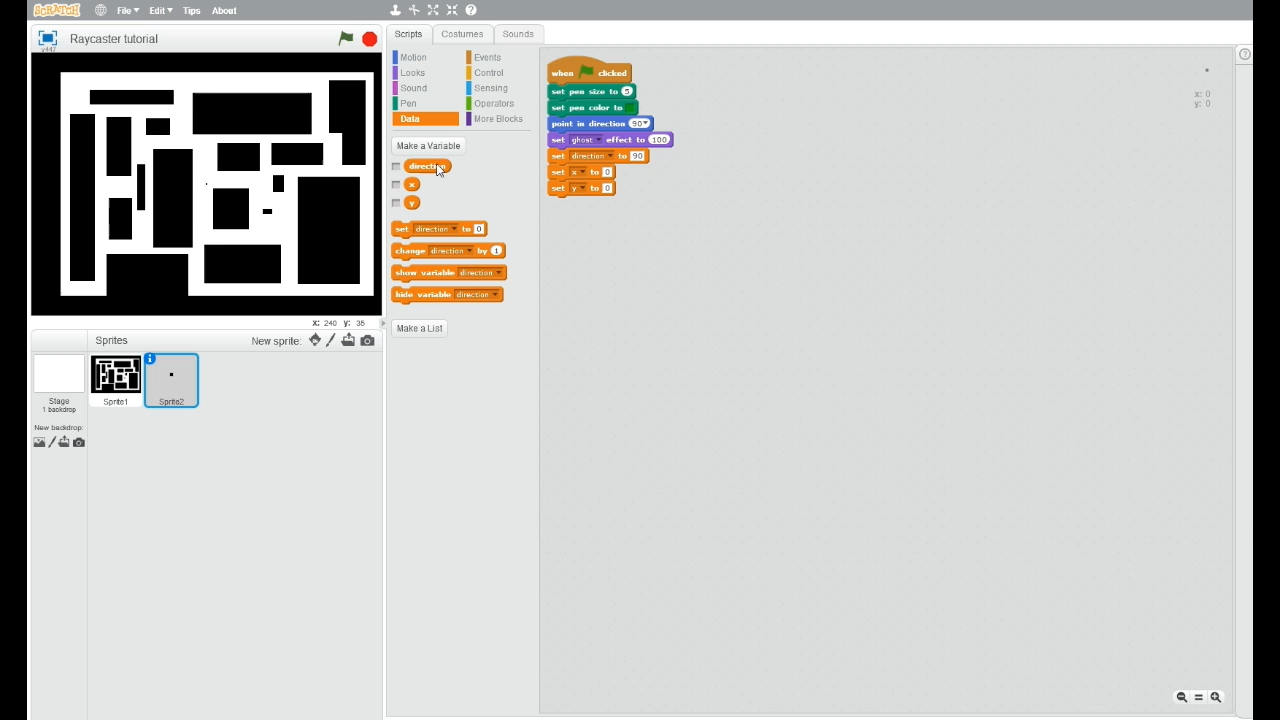 SCRATCH File Edit Tips About
Raycaster tutorial
v447
Scripts Costumes Sounds
Motion Events
Looks Control
Sound Sensing
Pen Operators
Data More Blocks
Make a Variable
direction
x
y
set direction to 0
change direction by 1
show variable direction
hide variable direction
Make a List
when clicked
set pen size to 5
set pen color to
point in direction 90
set ghost effect to 100
set direction to 90
set x to 0
set y to 0
x: 0
y: 0
X: 240 Y: 35
Sprites New sprite:
Stage
1 backdrop
Sprite1
Sprite2
New backdrop: